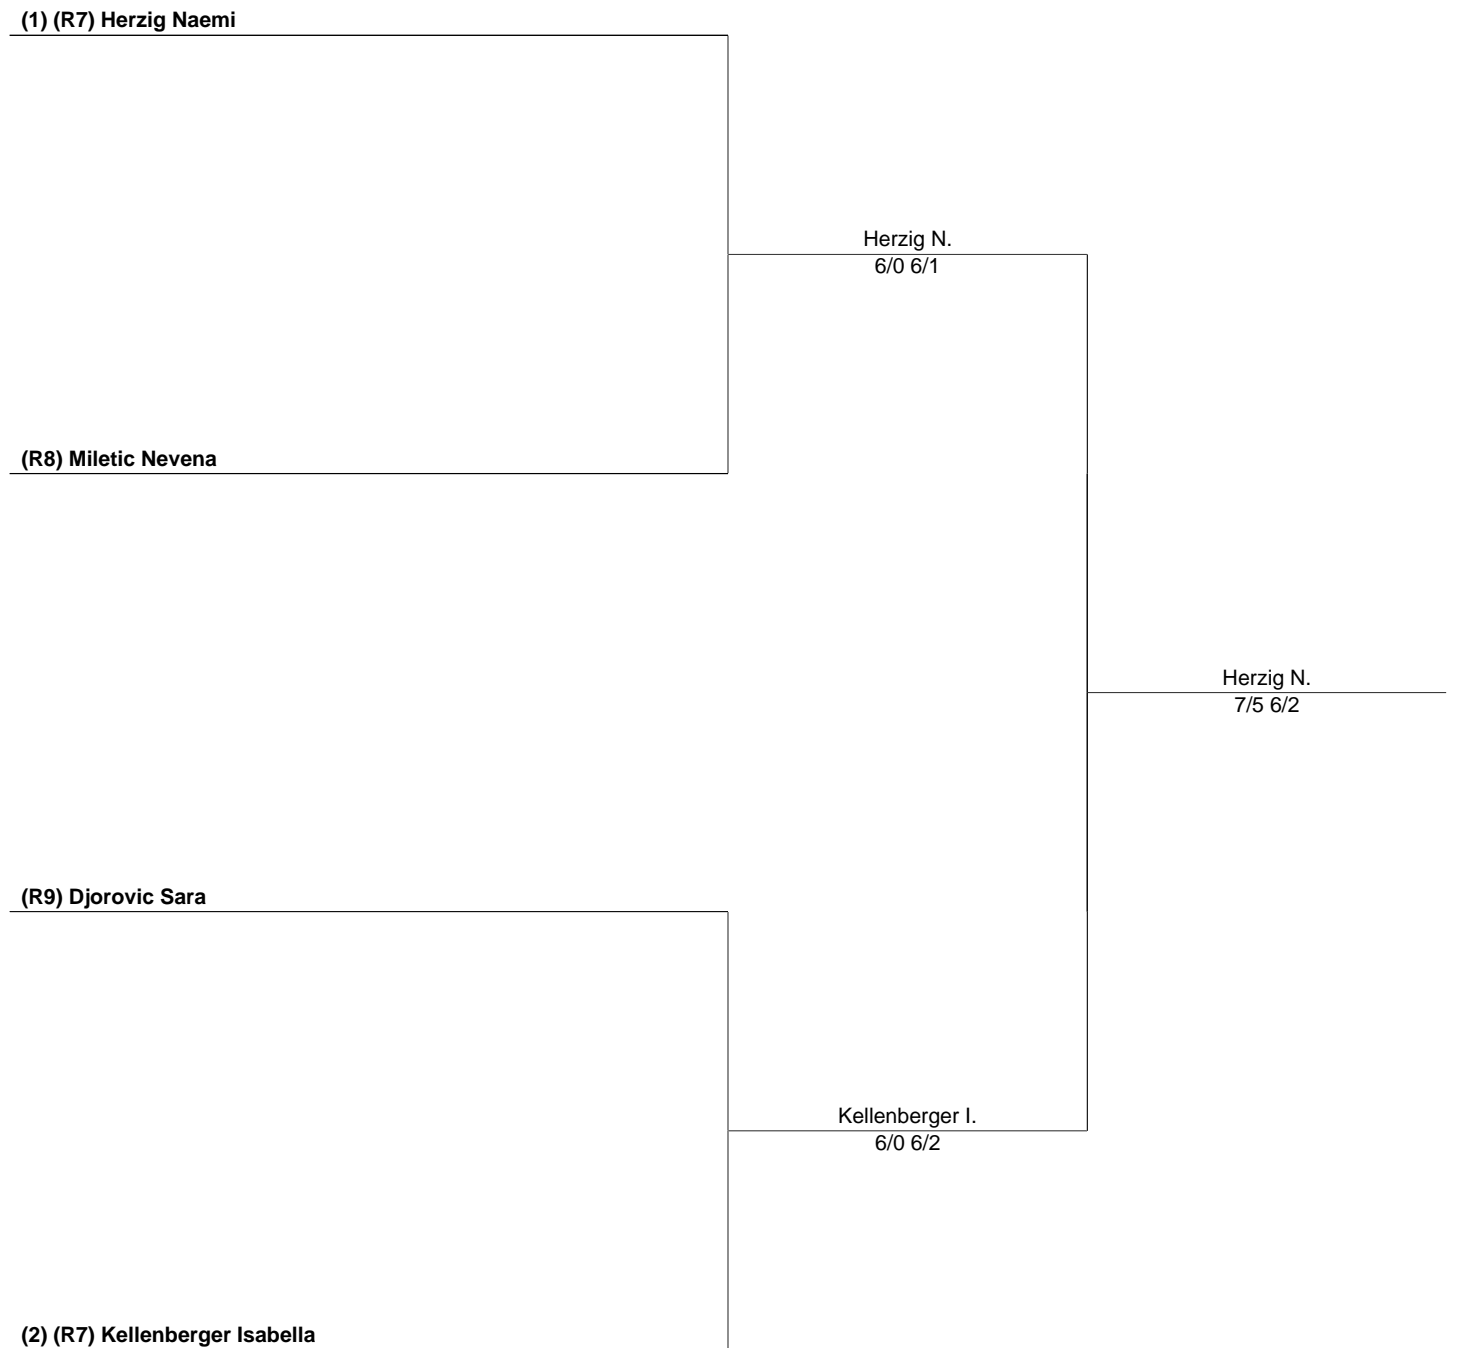 (1) (R7) Herzig Naemi
Herzig N.
6/0 6/1
(R8) Miletic Nevena
Herzig N.
7/5 6/2
(R9) Djorovic Sara
Kellenberger I.
6/0 6/2
(2) (R7) Kellenberger Isabella